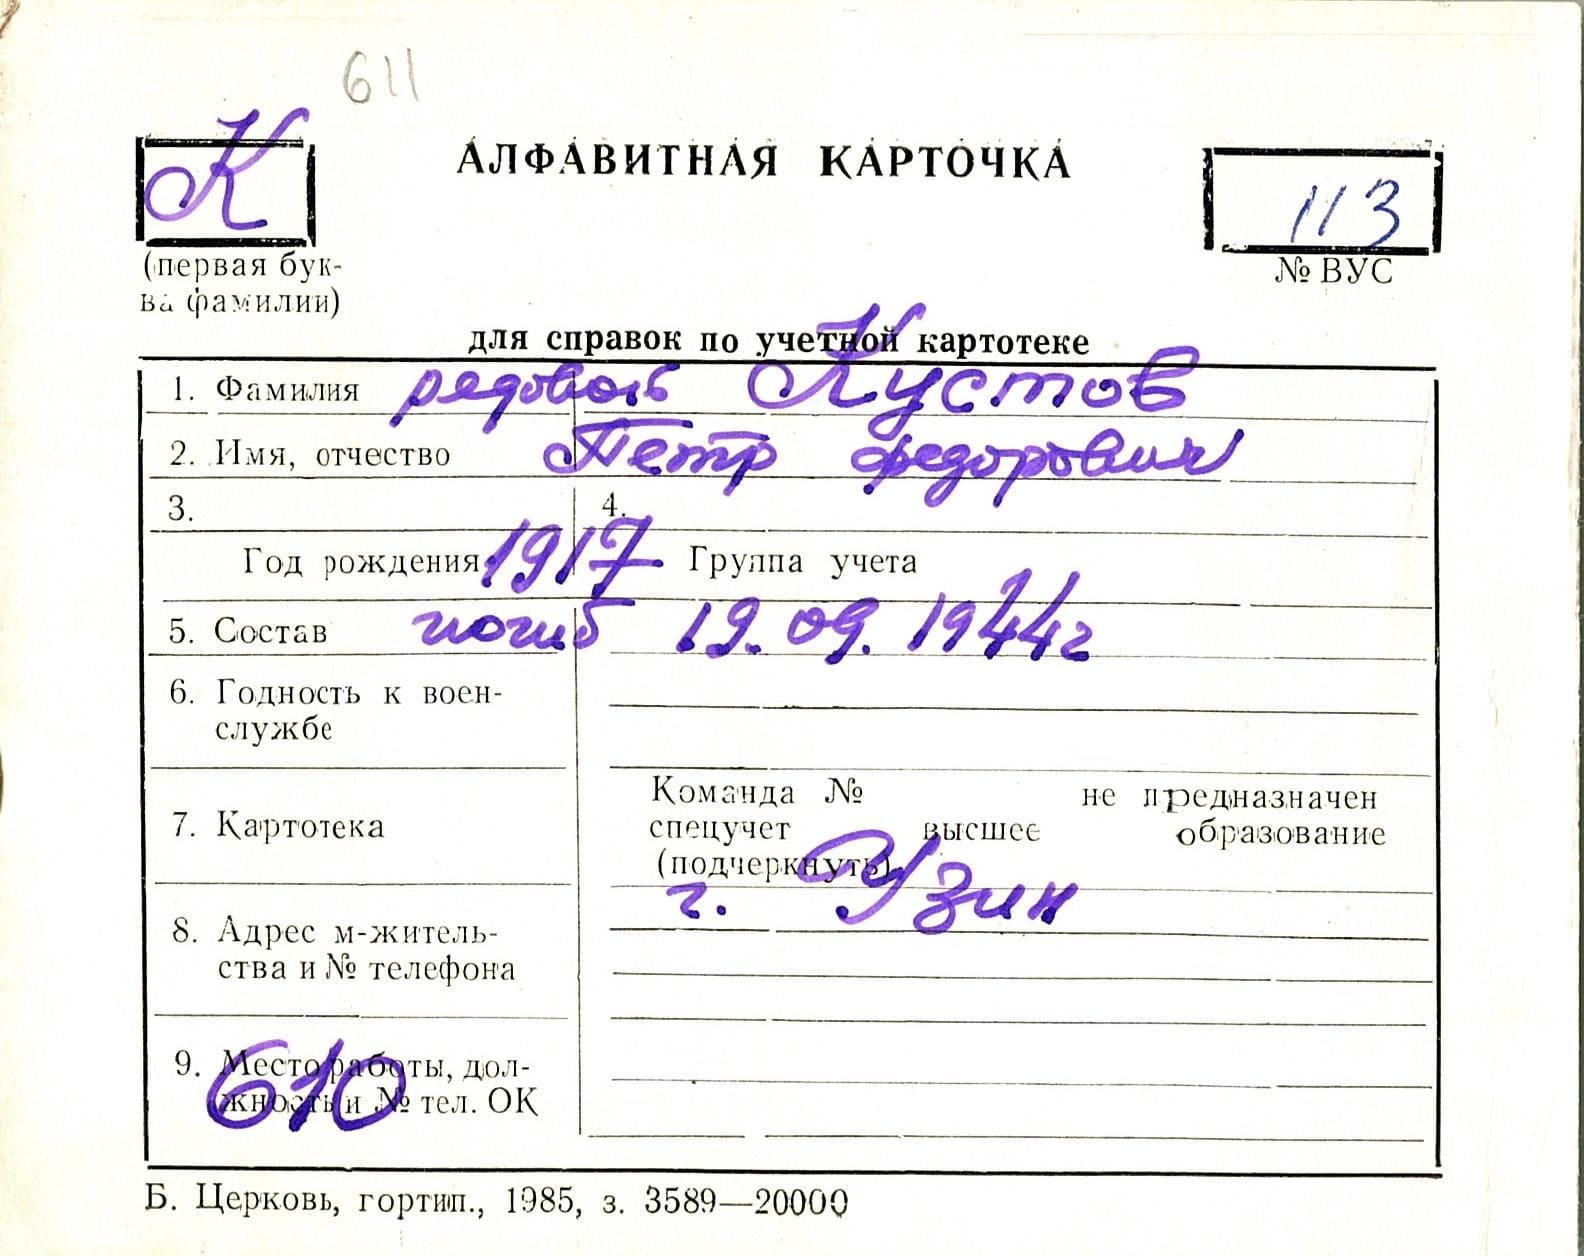 611
К
АЛФАВИТНАЯ КАРТОЧКА
113
(первая бук-
ва фамилии)
№ ВУС
для справок по учетной картотеке
1. Фамилия рядовой Кустов
2. Имя, отчество Петр Федорович
3. 4.
Год рождения 1917 Группа учета
5. Состав погиб 19.09.1944г
6. Годность к воен-
службе
7. Картотека
Команда № не предназначен
спецучет высшее образование
(подчеркнуть)
г. Узин
8. Адрес м-житель-
ства и № телефона
9. Место работы, дол-
жность и № тел. ОК
610
Б. Церковь, гортип., 1985, з. 3589—20000